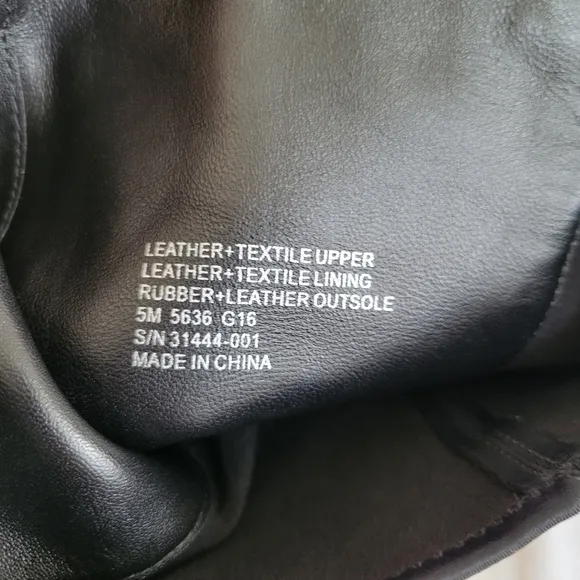 LEATHER+TEXTILE UPPER
LEATHER+TEXTILE LINING
RUBBER+LEATHER OUTSOLE
5M 5636 G16
S/N 31444-001
MADE IN CHINA